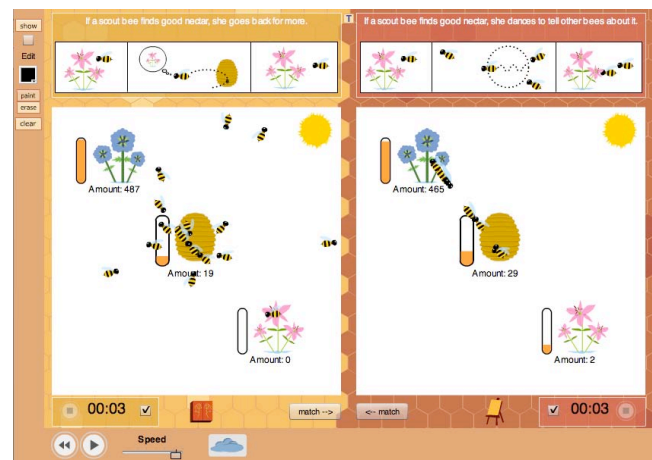 show
Edit
paint
erase
clear
If a scout bee finds good nectar, she goes back for more.
T
If a scout bee finds good nectar, she dances to tell other bees about it.
Amount: 487
Amount: 19
Amount: 0
Amount: 465
Amount: 29
Amount: 2
00:03
match -->
<-- match
00:03
Speed